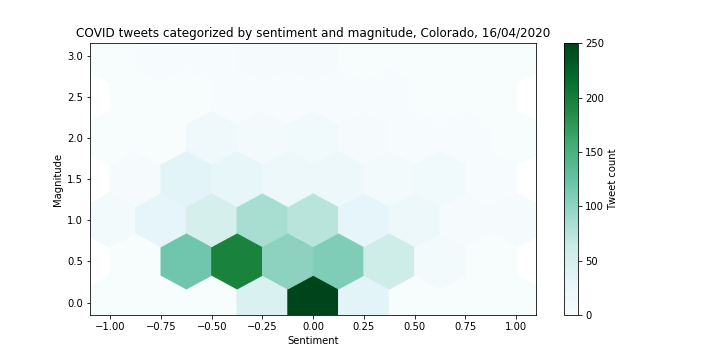 COVID tweets categorized by sentiment and magnitude, Colorado, 16/04/2020
3.0
2.5
2.0
1.5
1.0
0.5
0.0
Magnitude
−1.00 −0.75 −0.50 −0.25 0.00 0.25 0.50 0.75 1.00
Sentiment
250
200
150
100
50
0
Tweet count